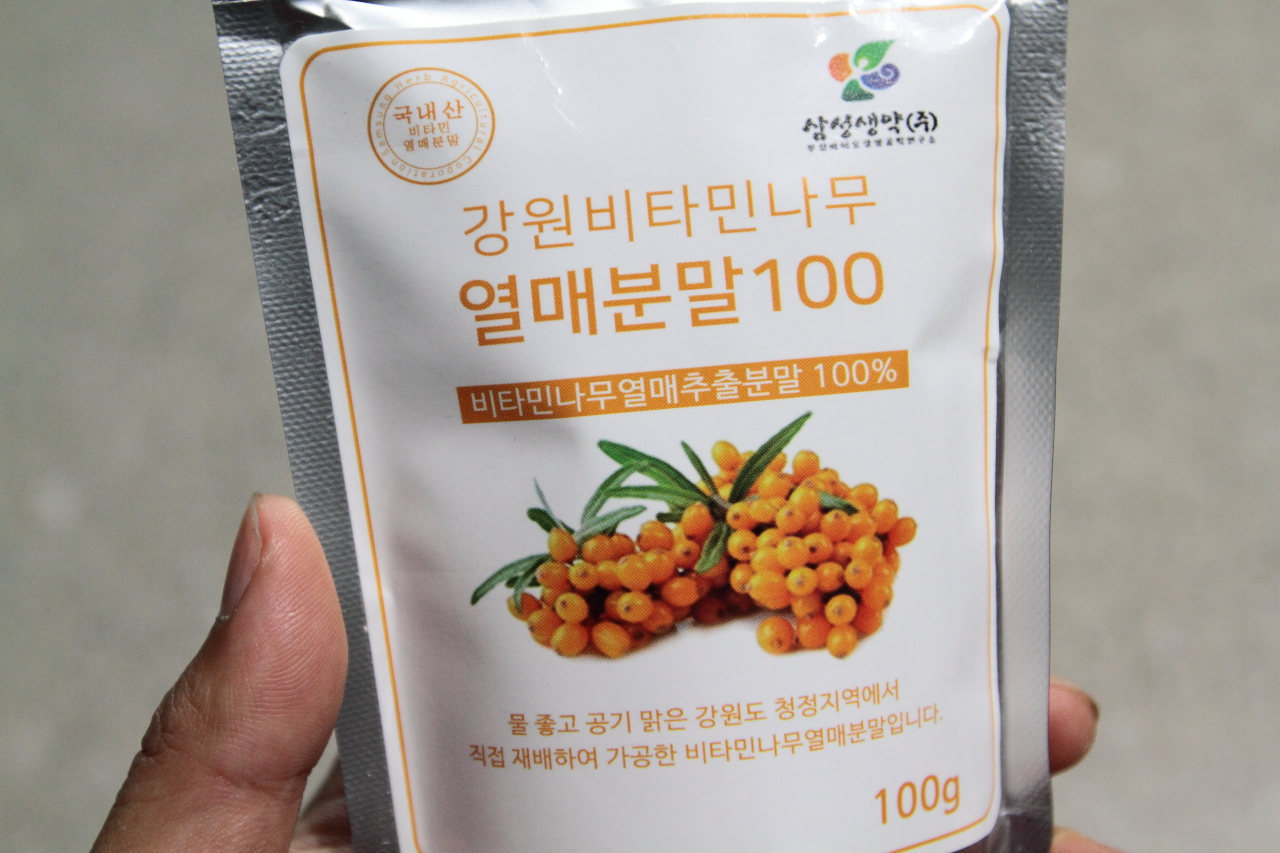 Samsung Herb Agricultural Coporation
국내산
비타민
열매분말
삼성생약(주)
강원비타민나무
열매분말100
비타민나무열매추출분말 100%
물 좋고 공기 맑은 강원도 청정지역에서
직접 재배하여 가공한 비타민나무열매분말입니다.
100g